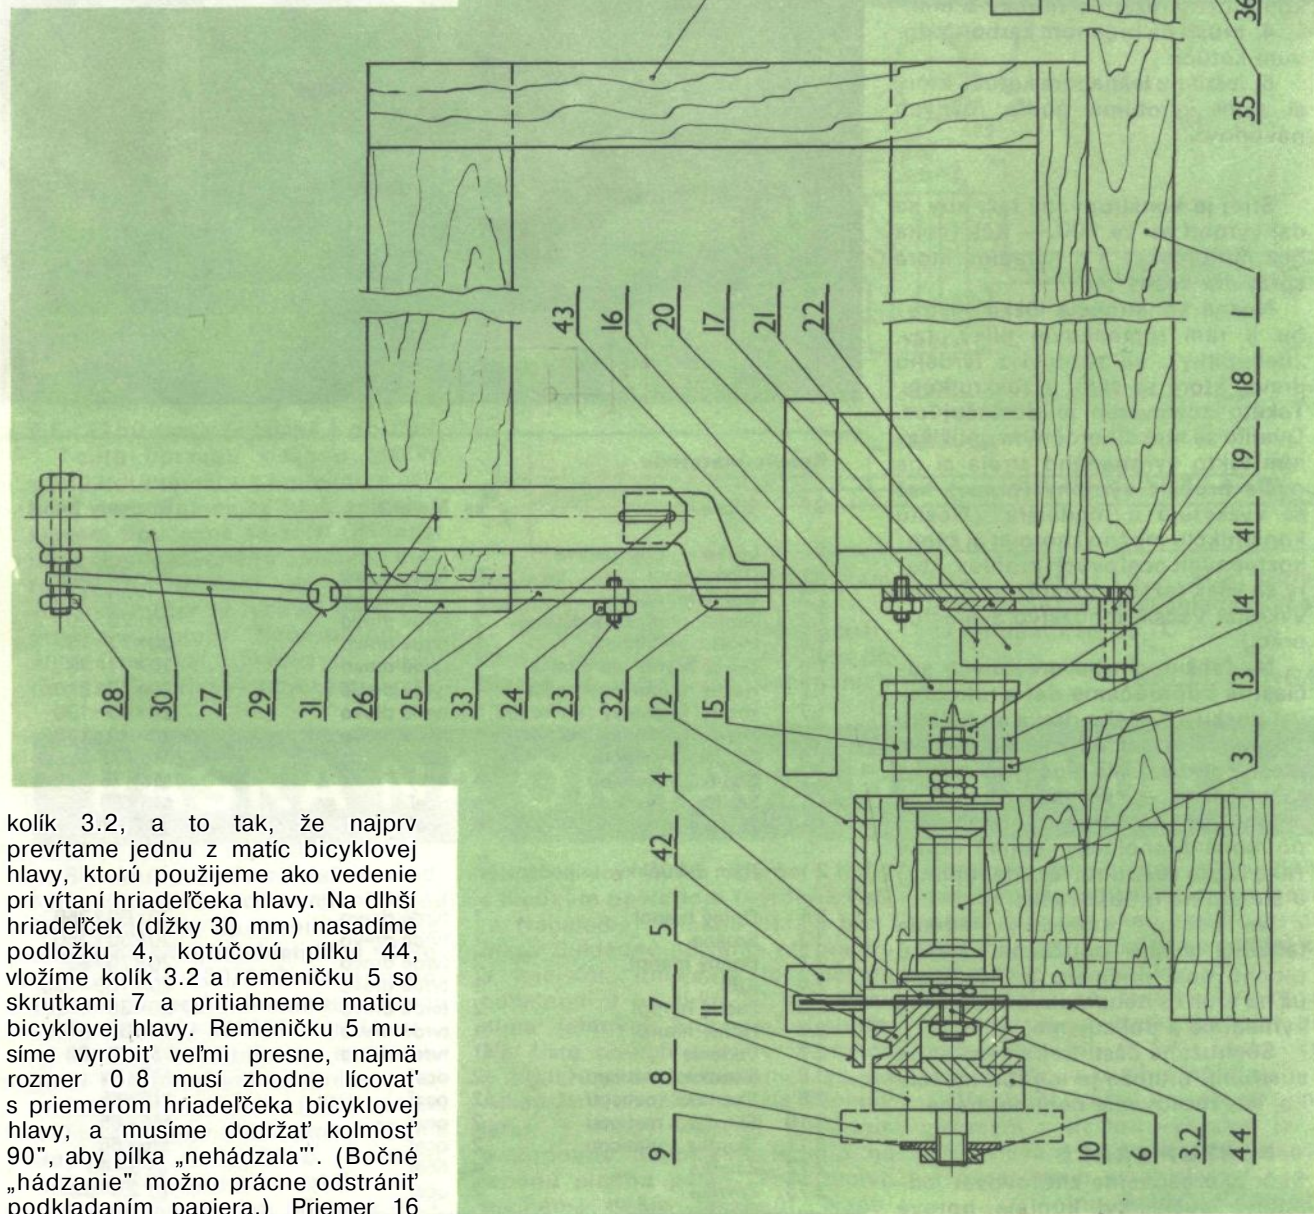 36
35
1
18
19
41
14
13
3
43
16
20
17
21
22
28
30
27
29
31
26
25
33
24
23
32
15
12
4
42
5
7
11
8
9
10
6
3.2
44
kolík 3.2, a to tak, že najprv
prevŕtame jednu z matíc bicyklovej
hlavy, ktorú použijeme ako vedenie
pri vŕtaní hriadeľčeka hlavy. Na dlhší
hriadeľček (dĺžky 30 mm) nasadíme
podložku 4, kotúčovú pílku 44,
vložíme kolík 3.2 a remeničku 5 so
skrutkami 7 a pritiahneme maticu
bicyklovej hlavy. Remeničku 5 mu-
síme vyrobiť veľmi presne, najmä
rozmer 0 8 musí zhodne lícovať
s priemerom hriadeľčeka bicyklovej
hlavy, a musíme dodržať kolmosť
90", aby pílka „nehádzala"'. (Bočné
„hádzanie" možno prácne odstrániť
podkladaním papiera.) Priemer 16